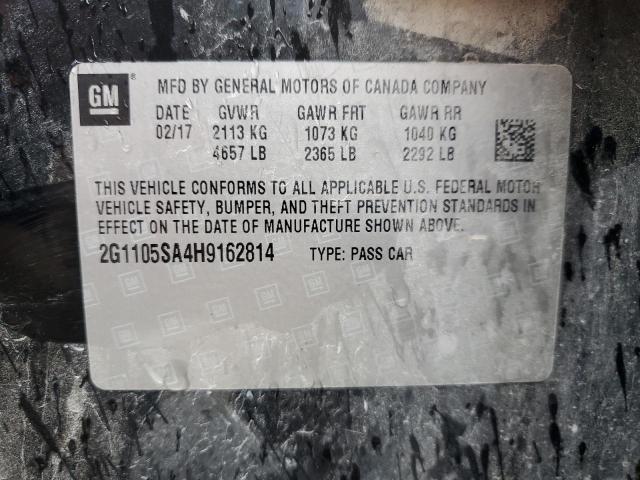 GM ® MFD BY GENERAL MOTORS OF CANADA COMPANY
DATE GVWR GAWR FRT GAWR RR
02/17 2113 KG 1073 KG 1040 KG
4657 LB 2365 LB 2292 LB
THIS VEHICLE CONFORMS TO ALL APPLICABLE U.S. FEDERAL MOTOR
VEHICLE SAFETY, BUMPER, AND THEFT PREVENTION STANDARDS IN
EFFECT ON THE DATE OF MANUFACTURE SHOWN ABOVE.
2G1105SA4H9162814 TYPE: PASS CAR